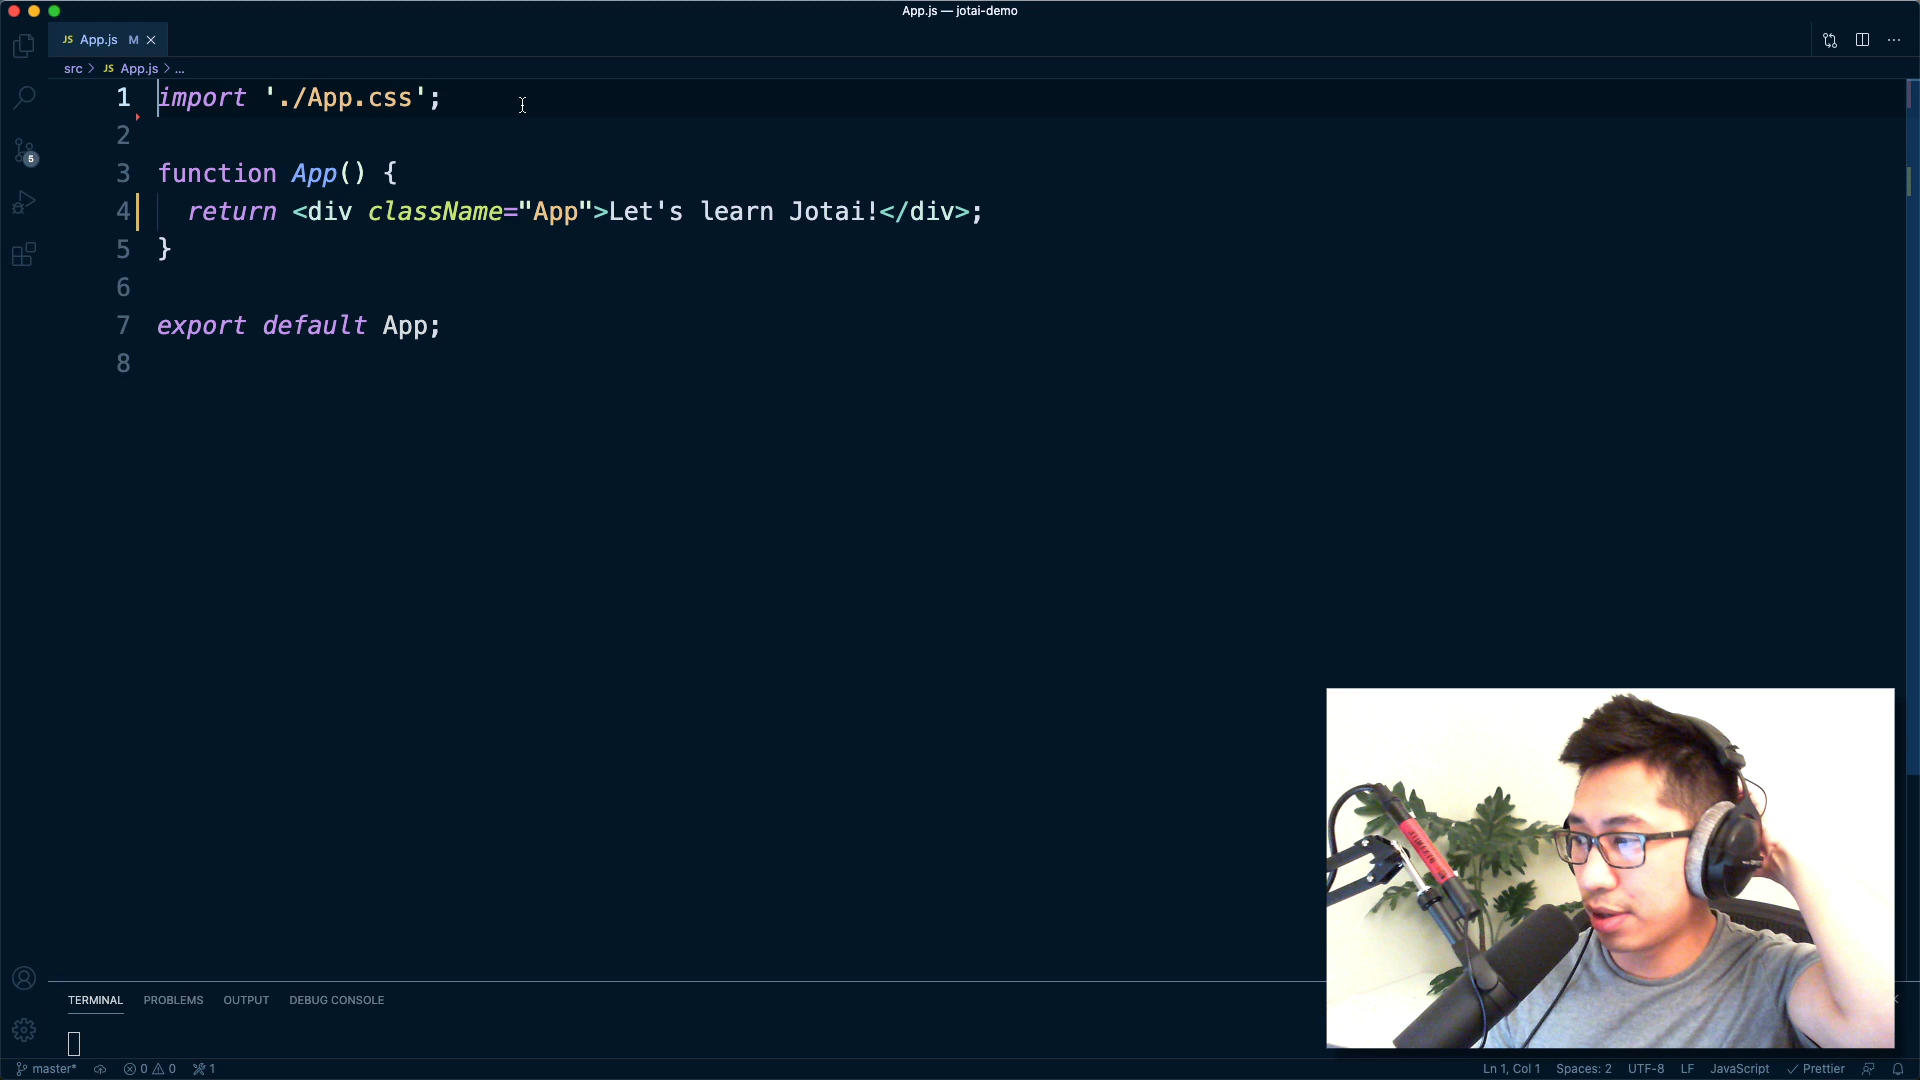 App.js — jotai-demo
JS App.js M
src > JS App.js > ...
1 import './App.css';
2
3 function App() {
4 return <div className="App">Let's learn Jotai!</div>;
5 }
6
7 export default App;
8
5
TERMINAL PROBLEMS OUTPUT DEBUG CONSOLE
master* 0 0 1 Ln 1, Col 1 Spaces: 2 UTF-8 LF JavaScript Prettier